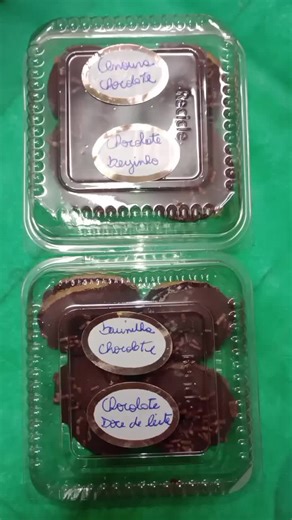 Cenoura
Chocolate
Recicle
Chocolate
Beijinho
Baunilha
Chocolate
Chocolate
Doce de leite